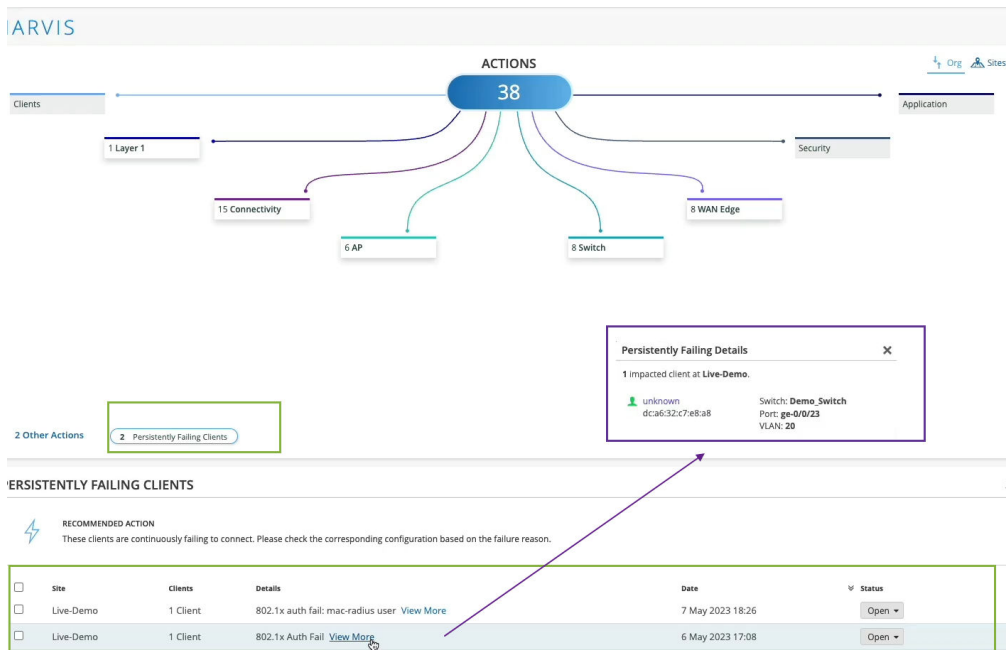 ARVIS
ACTIONS
38
Org Sites
Clients
Application
1 Layer 1
Security
15 Connectivity
8 WAN Edge
6 AP
8 Switch
Persistently Failing Details
1 impacted client at Live-Demo.
unknown
dc:a6:32:c7:e8:a8
Switch: Demo_Switch
Port: ge-0/0/23
VLAN: 20
2 Other Actions
2 Persistently Failing Clients
PERSISTENTLY FAILING CLIENTS
RECOMMENDED ACTION
These clients are continuously failing to connect. Please check the corresponding configuration based on the failure reason.
Site Clients Details Date Status
Live-Demo 1 Client 802.1x auth fail: mac-radius user View More 7 May 2023 18:26 Open
Live-Demo 1 Client 802.1x Auth Fail View More 6 May 2023 17:08 Open